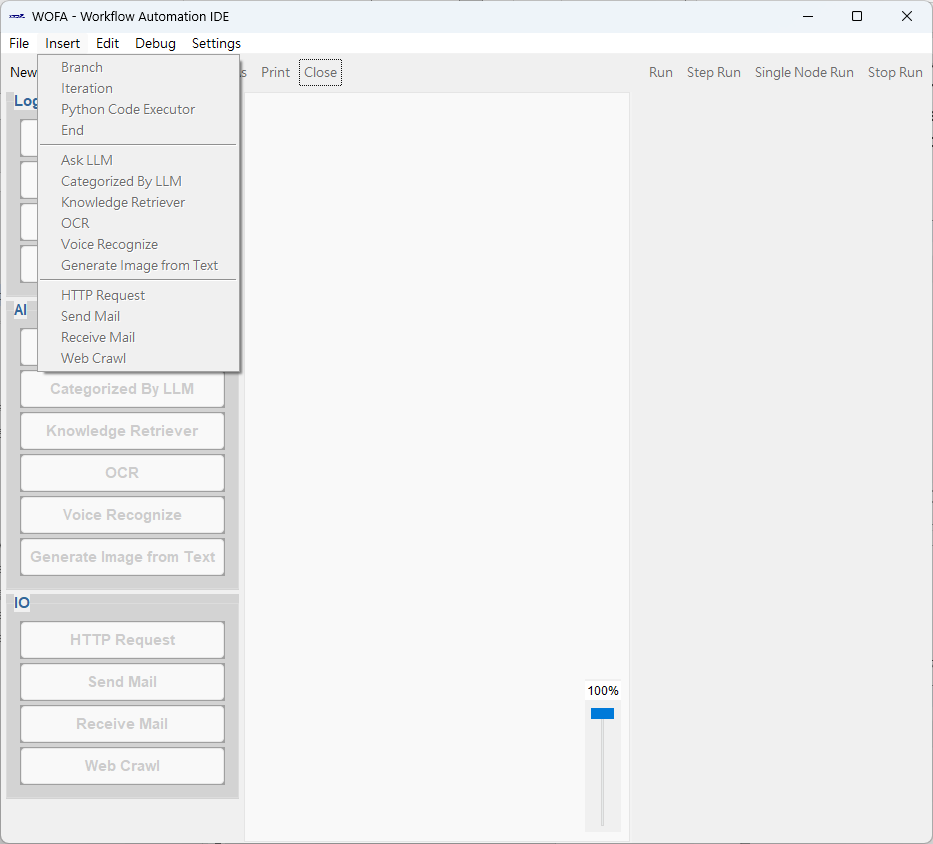 WOFA - Workflow Automation IDE
File Insert Edit Debug Settings
New s Print Close Run Step Run Single Node Run Stop Run
Branch
Iteration
Python Code Executor
End
Ask LLM
Categorized By LLM
Knowledge Retriever
OCR
Voice Recognize
Generate Image from Text
HTTP Request
Send Mail
Receive Mail
Web Crawl
Log
AI
Categorized By LLM
Knowledge Retriever
OCR
Voice Recognize
Generate Image from Text
IO
HTTP Request
Send Mail
Receive Mail
Web Crawl
100%